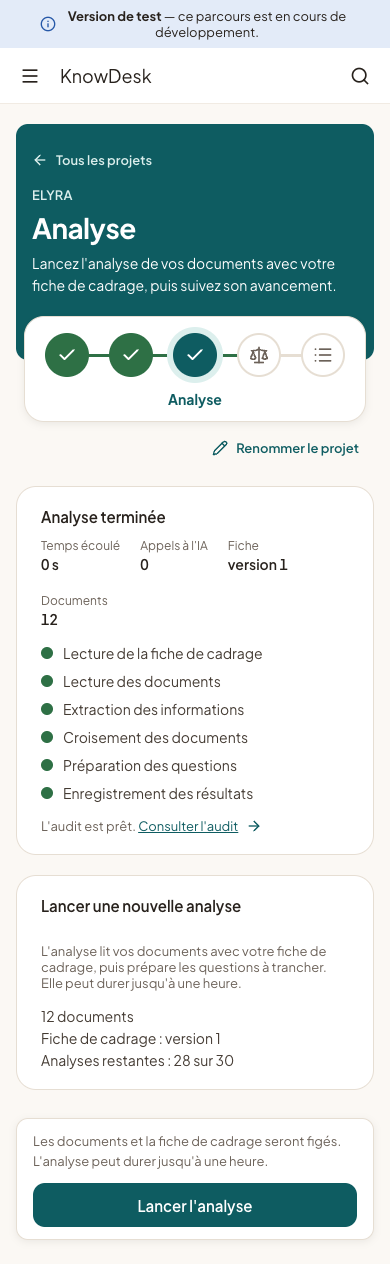 Version de test — ce parcours est en cours de
développement.
KnowDesk
Tous les projets
ELYRA
Analyse
Lancez l'analyse de vos documents avec votre
fiche de cadrage, puis suivez son avancement.
Analyse
Renommer le projet
Analyse terminée
Temps écoulé Appels à l'IA Fiche
0 s 0 version 1
Documents
12
Lecture de la fiche de cadrage
Lecture des documents
Extraction des informations
Croisement des documents
Préparation des questions
Enregistrement des résultats
L'audit est prêt. Consulter l'audit
Lancer une nouvelle analyse
L'analyse lit vos documents avec votre fiche de
cadrage, puis prépare les questions à trancher.
Elle peut durer jusqu'à une heure.
12 documents
Fiche de cadrage : version 1
Analyses restantes : 28 sur 30
Les documents et la fiche de cadrage seront figés.
L'analyse peut durer jusqu'à une heure.
Lancer l'analyse